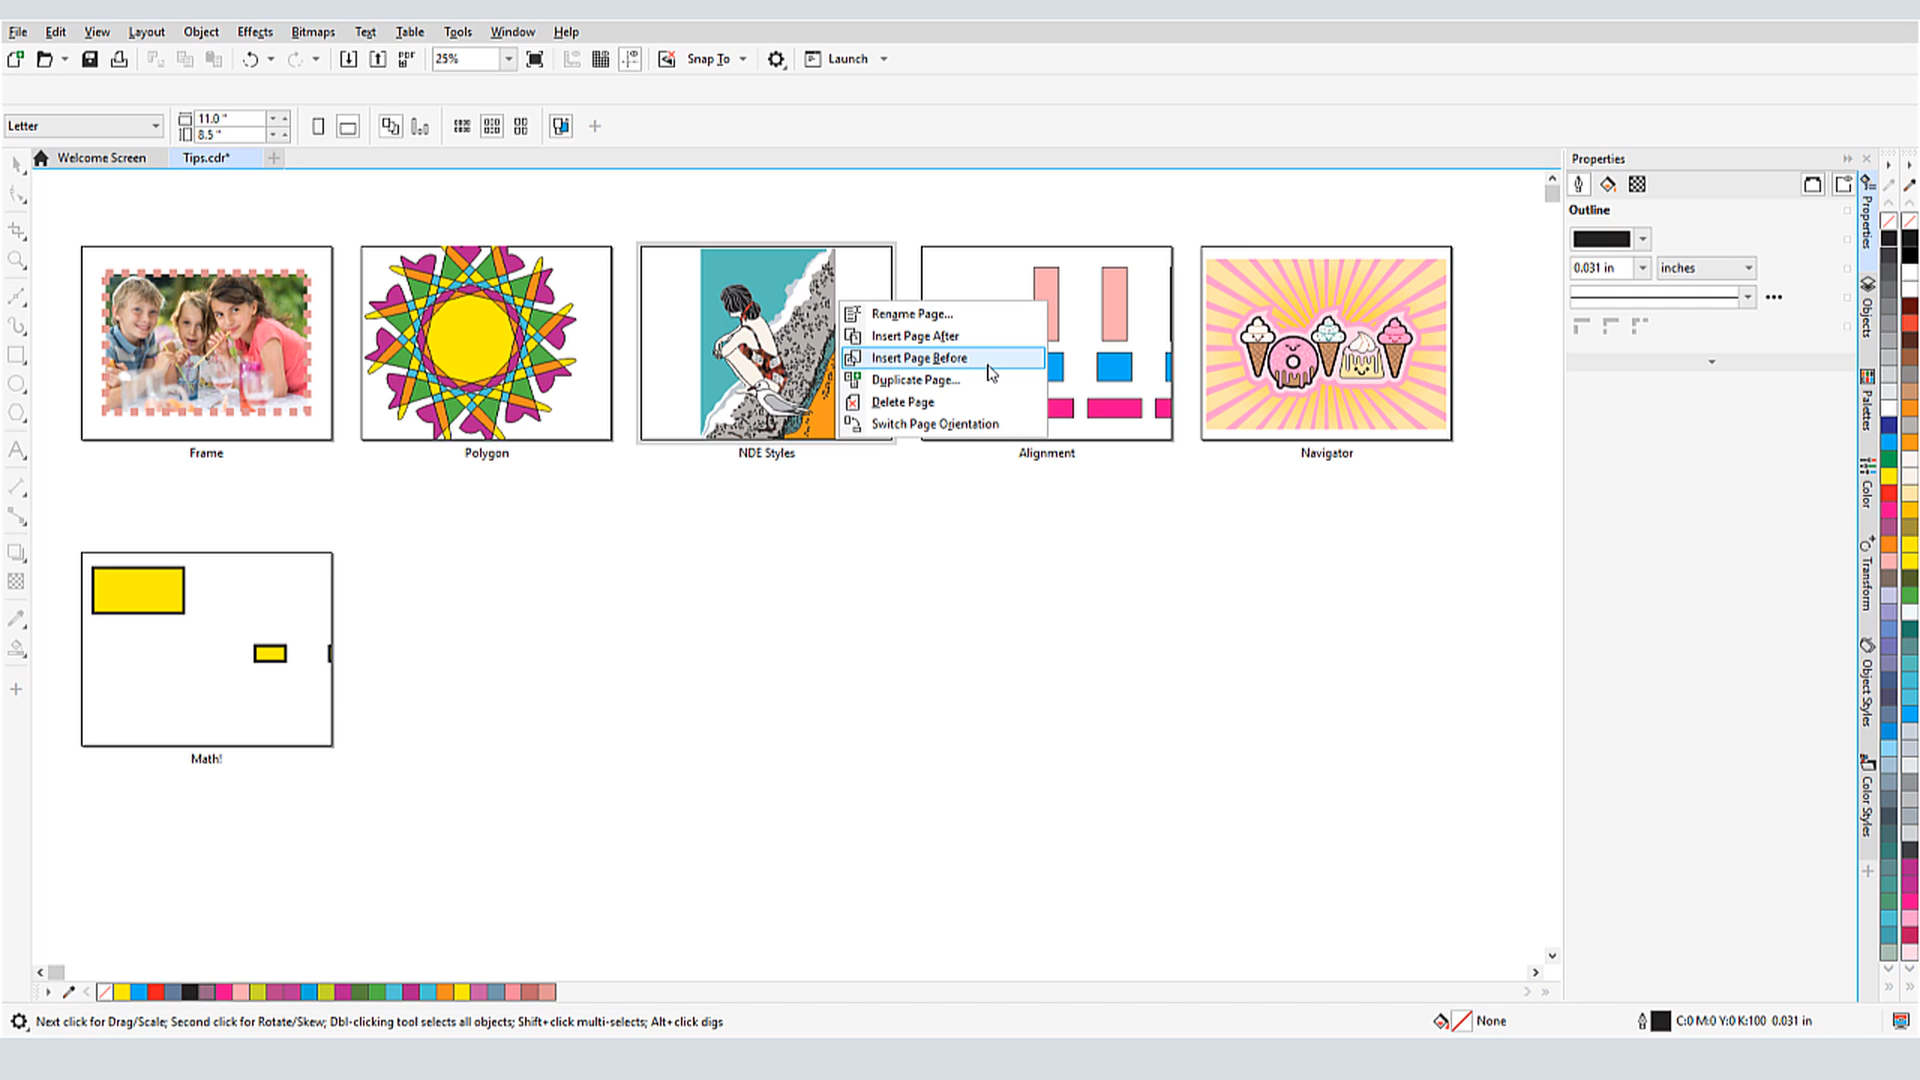 File Edit View Layout Object Effects Bitmaps Text Table Tools Window Help
PDF 25% Snap To Launch
Letter 11.0 " 8.5 "
Welcome Screen Tips.cdr*
Properties
Outline
0.031 in inches
Frame Polygon NDE Styles Alignment Navigator
Rename Page...
Insert Page After
Insert Page Before
Duplicate Page...
Delete Page
Switch Page Orientation
Math!
Properties
Objects
Palettes
Color
Transform
Object Styles
Color Styles
Next click for Drag/Scale; Second click for Rotate/Skew; Dbl-clicking tool selects all objects; Shift+click multi-selects; Alt+click digs
None
C:0 M:0 Y:0 K:100 0.031 in